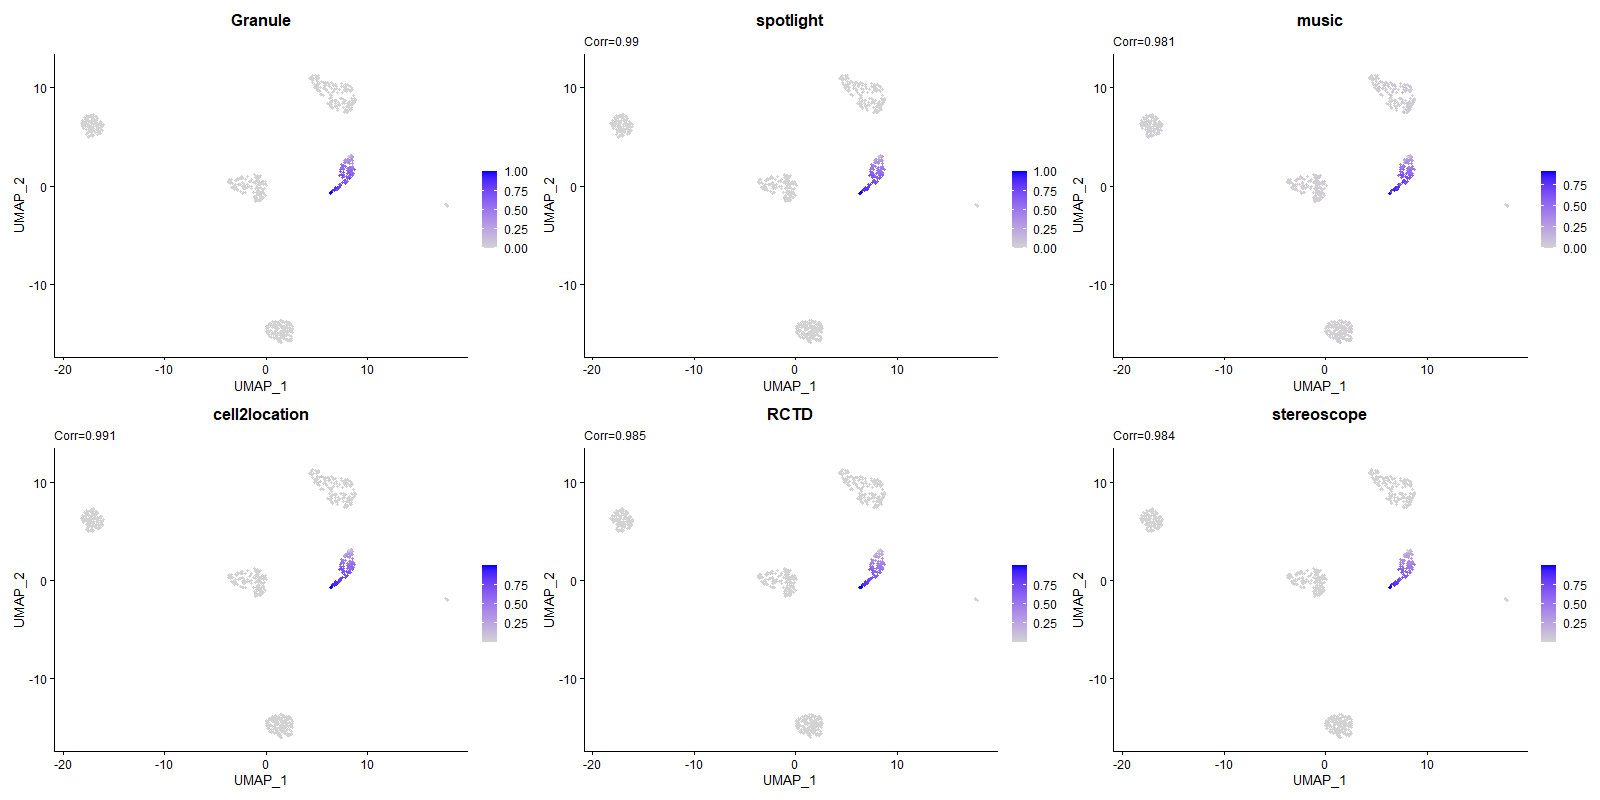 Granule
10
0
-10
-20
0
10
UMAP_1
UMAP_2
1.00
0.75
0.50
0.25
0.00
spotlight
Corr=0.99
10
0
-10
-20
-10
0
10
UMAP_1
UMAP_2
1.00
0.75
0.50
0.25
0.00
music
Corr=0.981
10
0
-10
-20
-10
0
10
UMAP_1
UMAP_2
0.75
0.50
0.25
0.00
cell2location
Corr=0.991
10
0
-10
-20
-10
0
10
UMAP_1
UMAP_2
0.75
0.50
0.25
RCTD
Corr=0.985
10
0
-10
-20
-10
0
10
UMAP_1
UMAP_2
0.75
0.50
0.25
stereoscope
Corr=0.984
10
0
-10
-20
-10
0
10
UMAP_1
UMAP_2
0.75
0.50
0.25